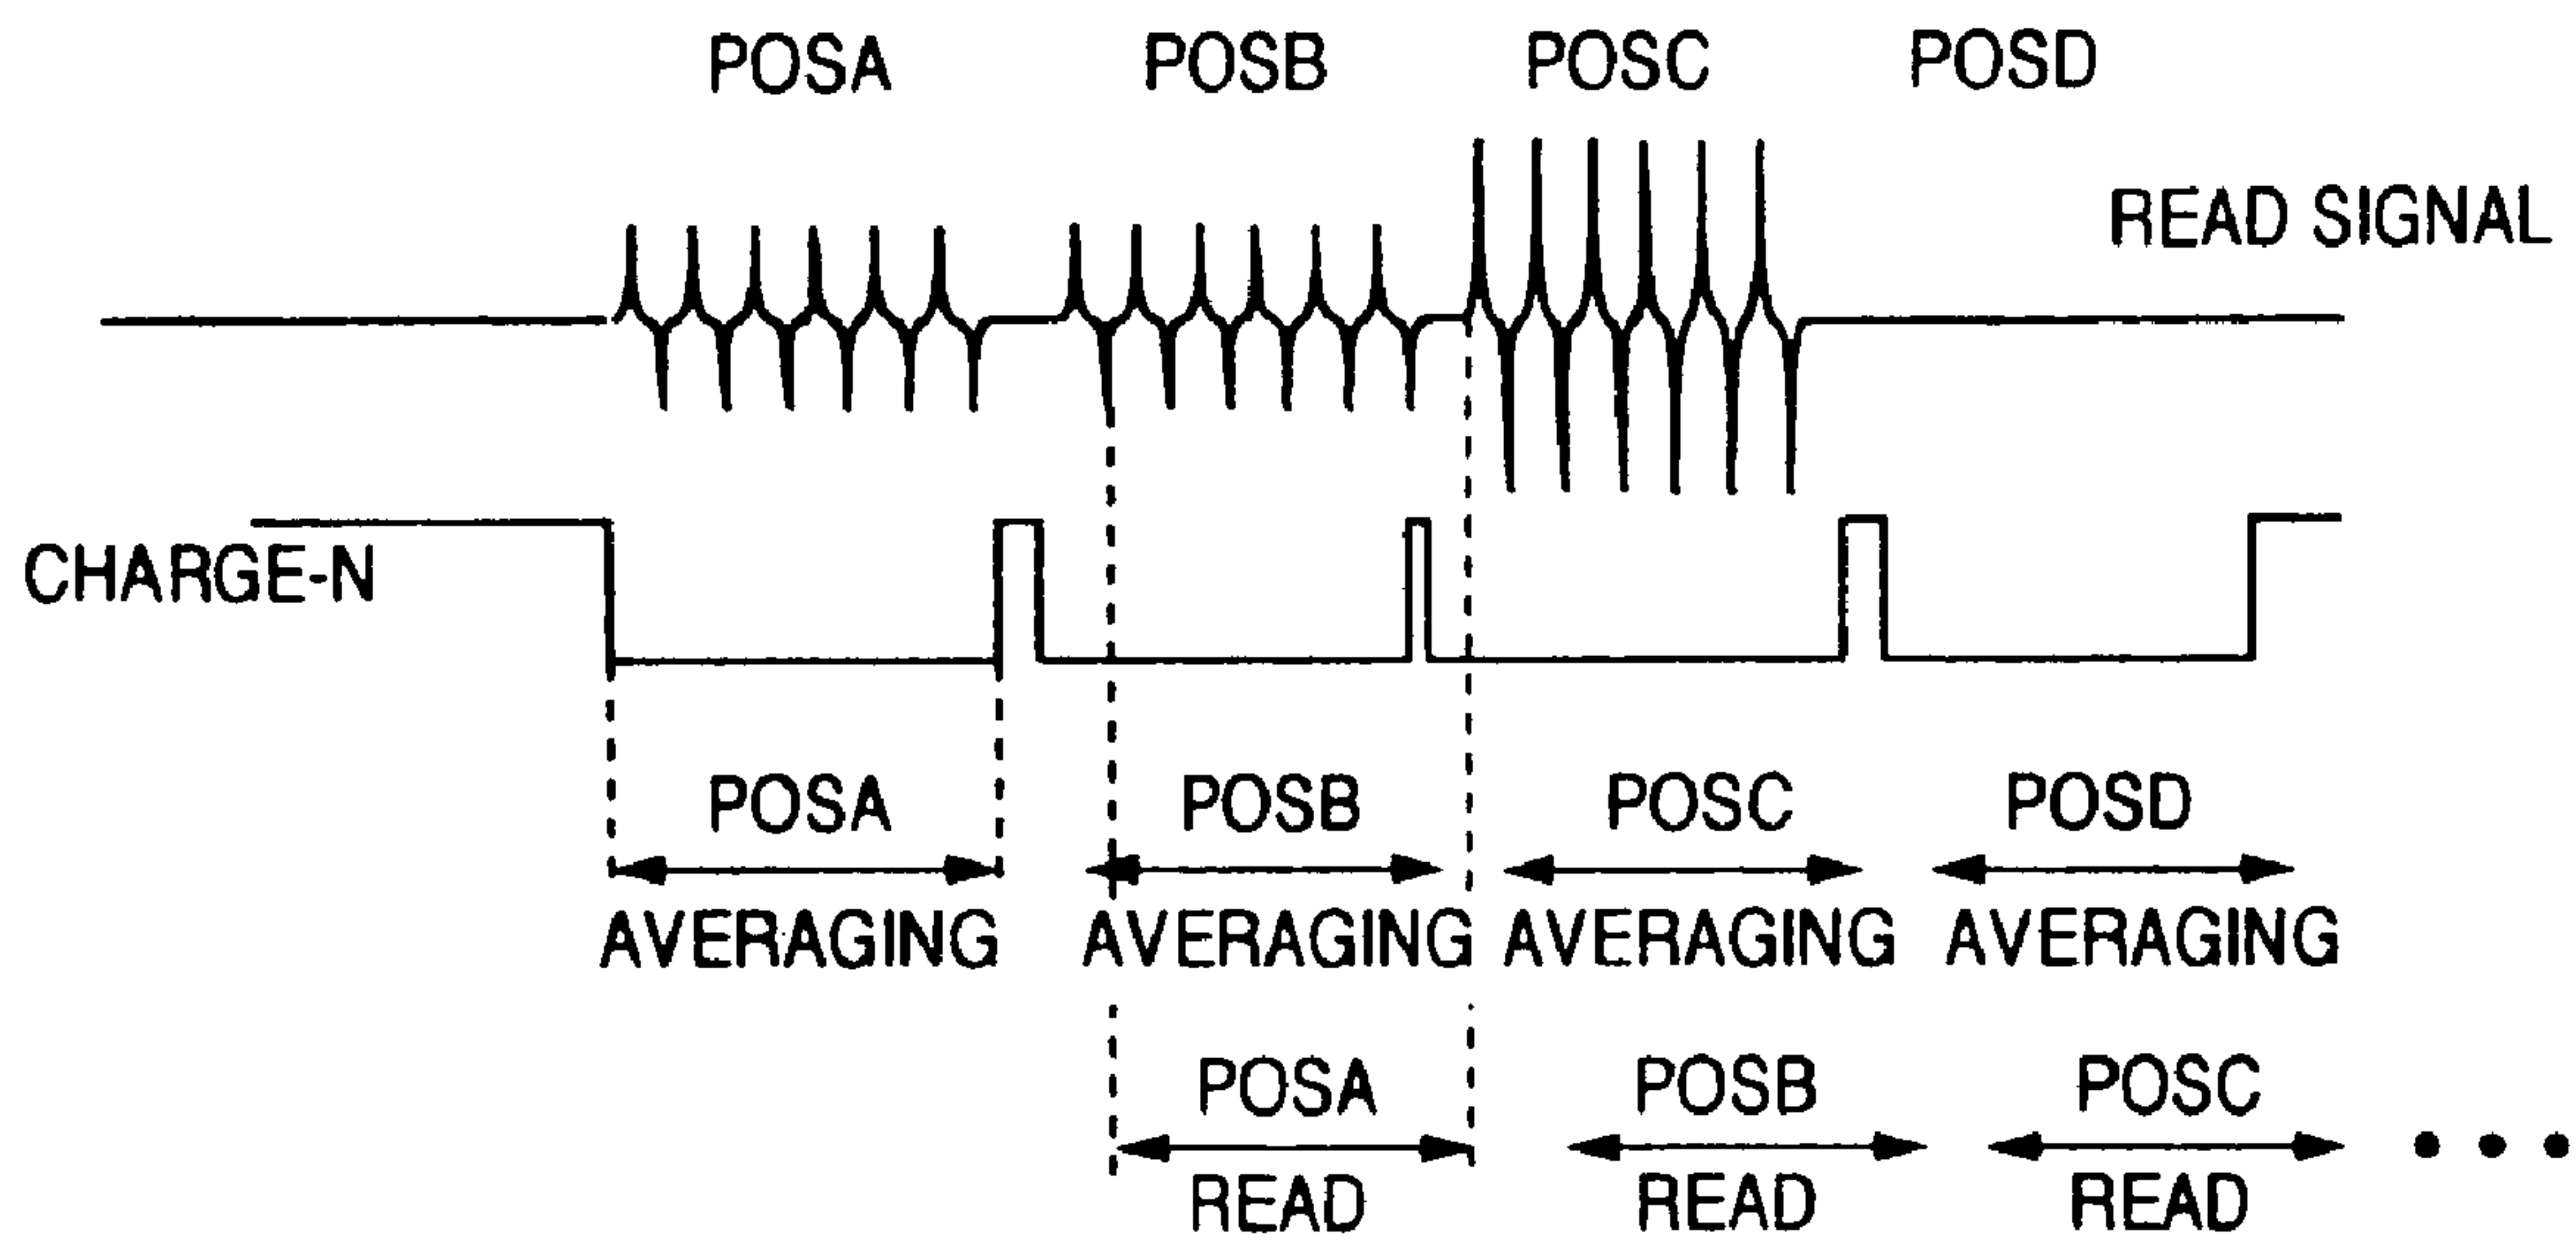 POSA POSB POSC POSD
READ SIGNAL
CHARGE-N
POSA POSB POSC POSD
AVERAGING AVERAGING AVERAGING AVERAGING
POSA POSB POSC
READ READ READ